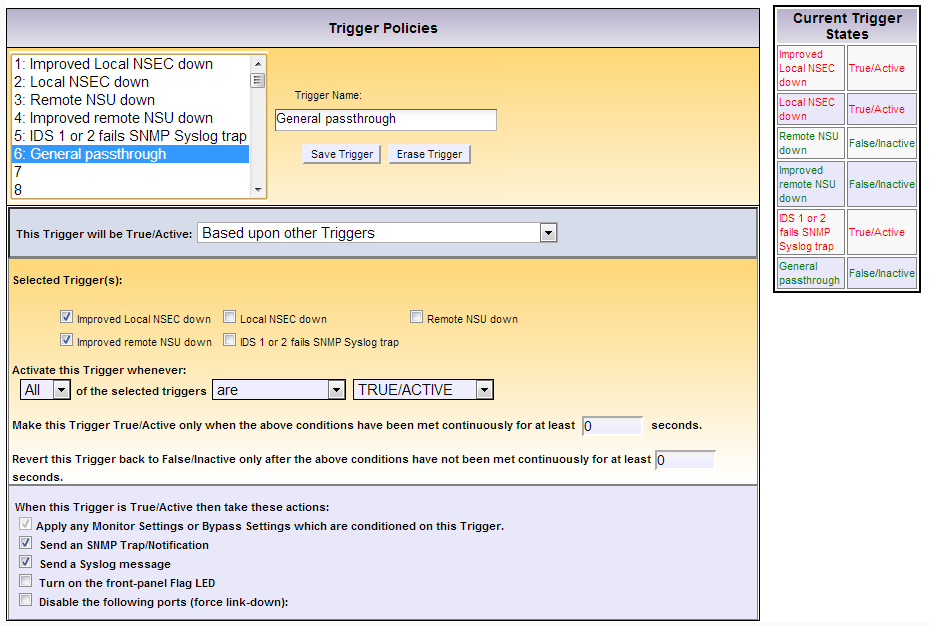 Trigger Policies
1: Improved Local NSEC down
2: Local NSEC down
3: Remote NSU down
4: Improved remote NSU down
5: IDS 1 or 2 fails SNMP Syslog trap
6: General passthrough
7
8
Trigger Name:
General passthrough
Save Trigger Erase Trigger
This Trigger will be True/Active: Based upon other Triggers
Selected Trigger(s):
Improved Local NSEC down Local NSEC down Remote NSU down
Improved remote NSU down IDS 1 or 2 fails SNMP Syslog trap
Activate this Trigger whenever:
All of the selected triggers are TRUE/ACTIVE
Make this Trigger True/Active only when the above conditions have been met continuously for at least 0 seconds.
Revert this Trigger back to False/Inactive only after the above conditions have not been met continuously for at least 0
seconds.
When this Trigger is True/Active then take these actions:
Apply any Monitor Settings or Bypass Settings which are conditioned on this Trigger.
Send an SNMP Trap/Notification
Send a Syslog message
Turn on the front-panel Flag LED
Disable the following ports (force link-down):
Current Trigger
States
Improved
Local NSEC
down
True/Active
Local NSEC
down
True/Active
Remote NSU
down
False/Inactive
Improved
remote NSU
down
False/Inactive
IDS 1 or 2
fails SNMP
Syslog trap
True/Active
General
passthrough
False/Inactive